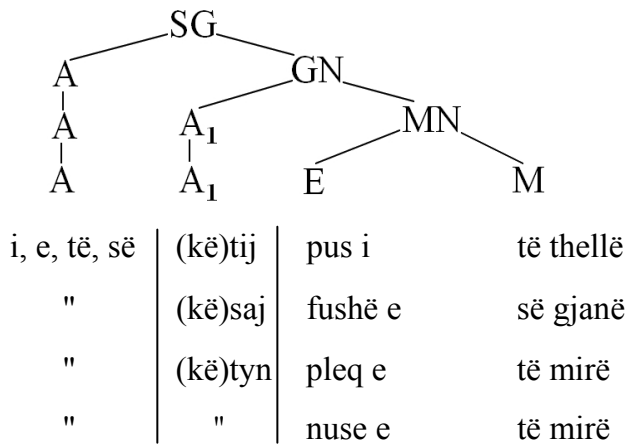 SG
A GN
A A₁ MN
A A₁ E M
i, e, të, së (kë)tij pus i të thellë
" (kë)saj fushë e së gjanë
" (kë)tyn pleq e të mirë
" " nuse e të mirë